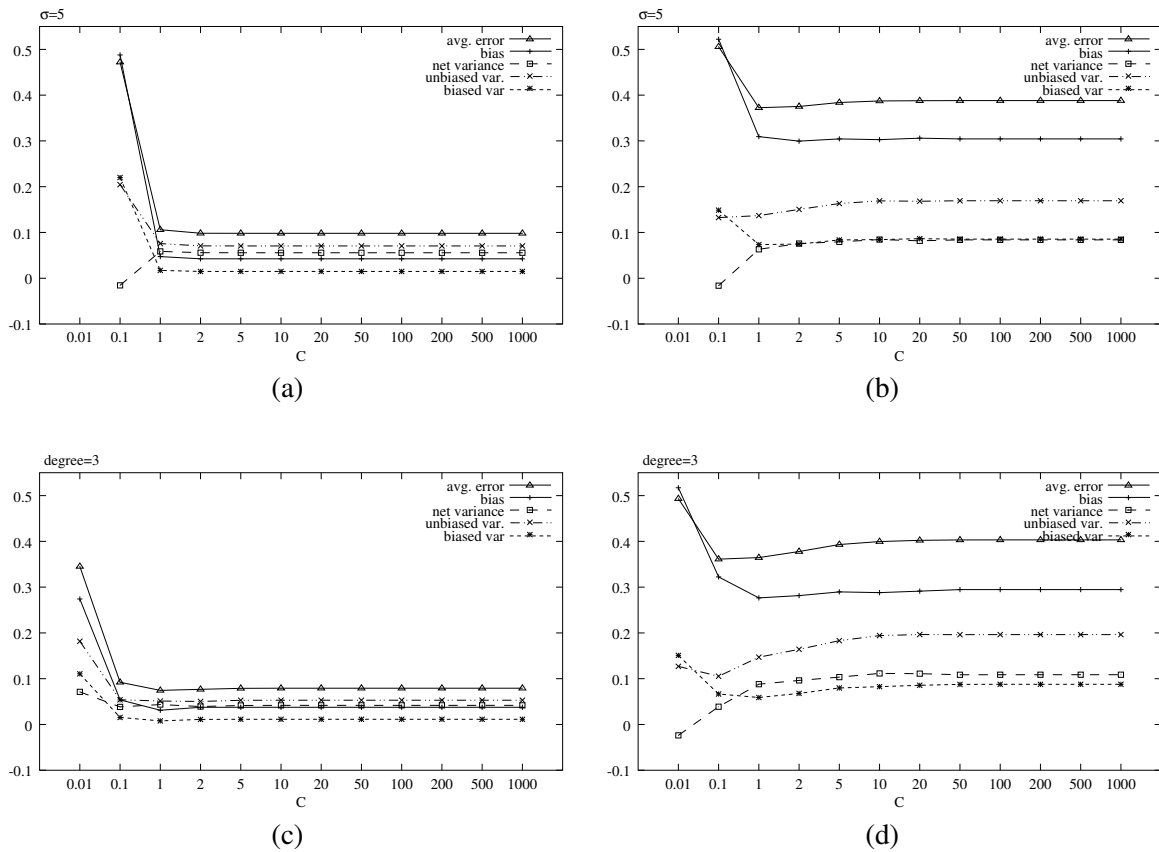 σ=5
0.5
0.4
0.3
0.2
0.1
0
-0.1
avg. error
bias
net variance
unbiased var.
biased var
0.01 0.1 1 2 5 10 20 50 100 200 500 1000
C
(a)
σ=5
0.5
0.4
0.3
0.2
0.1
0
-0.1
avg. error
bias
net variance
unbiased var.
biased var
0.01 0.1 1 2 5 10 20 50 100 200 500 1000
C
(b)
degree=3
0.5
0.4
0.3
0.2
0.1
0
-0.1
avg. error
bias
net variance
unbiased var.
biased var
0.01 0.1 1 2 5 10 20 50 100 200 500 1000
C
(c)
degree=3
0.5
0.4
0.3
0.2
0.1
0
-0.1
avg. error
bias
net variance
unbiased var.
biased var
0.01 0.1 1 2 5 10 20 50 100 200 500 1000
C
(d)